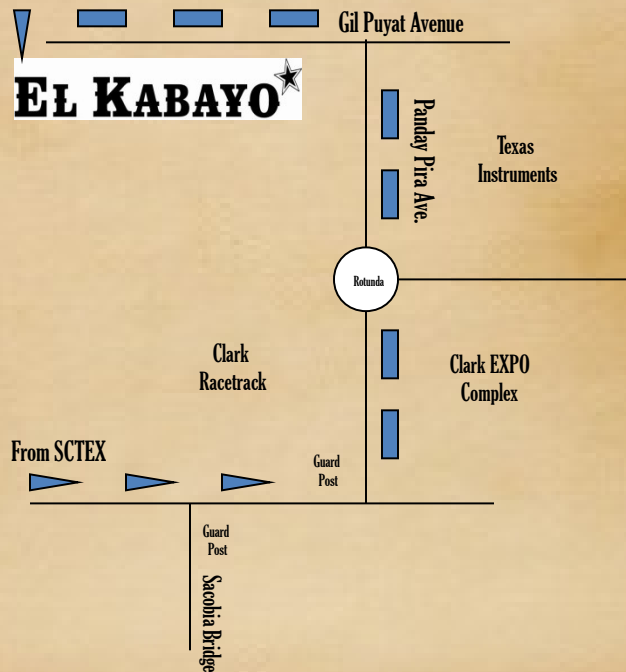 Gil Puyat Avenue
EL KABAYO
Panday Pira Ave.
Texas
Instruments
Rotunda
Clark
Racetrack
Clark EXPO
Complex
From SCTEX
Guard
Post
Guard
Post
Sacobia Bridge